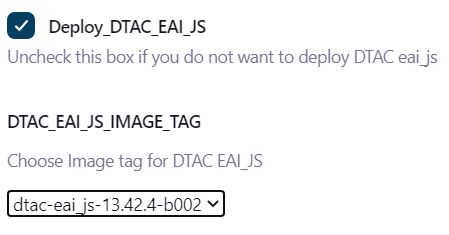 Deploy_DTAC_EAI_JS
Uncheck this box if you do not want to deploy DTAC eai_js
DTAC_EAI_JS_IMAGE_TAG
Choose Image tag for DTAC EAI_JS
dtac-eai_js-13.42.4-b002